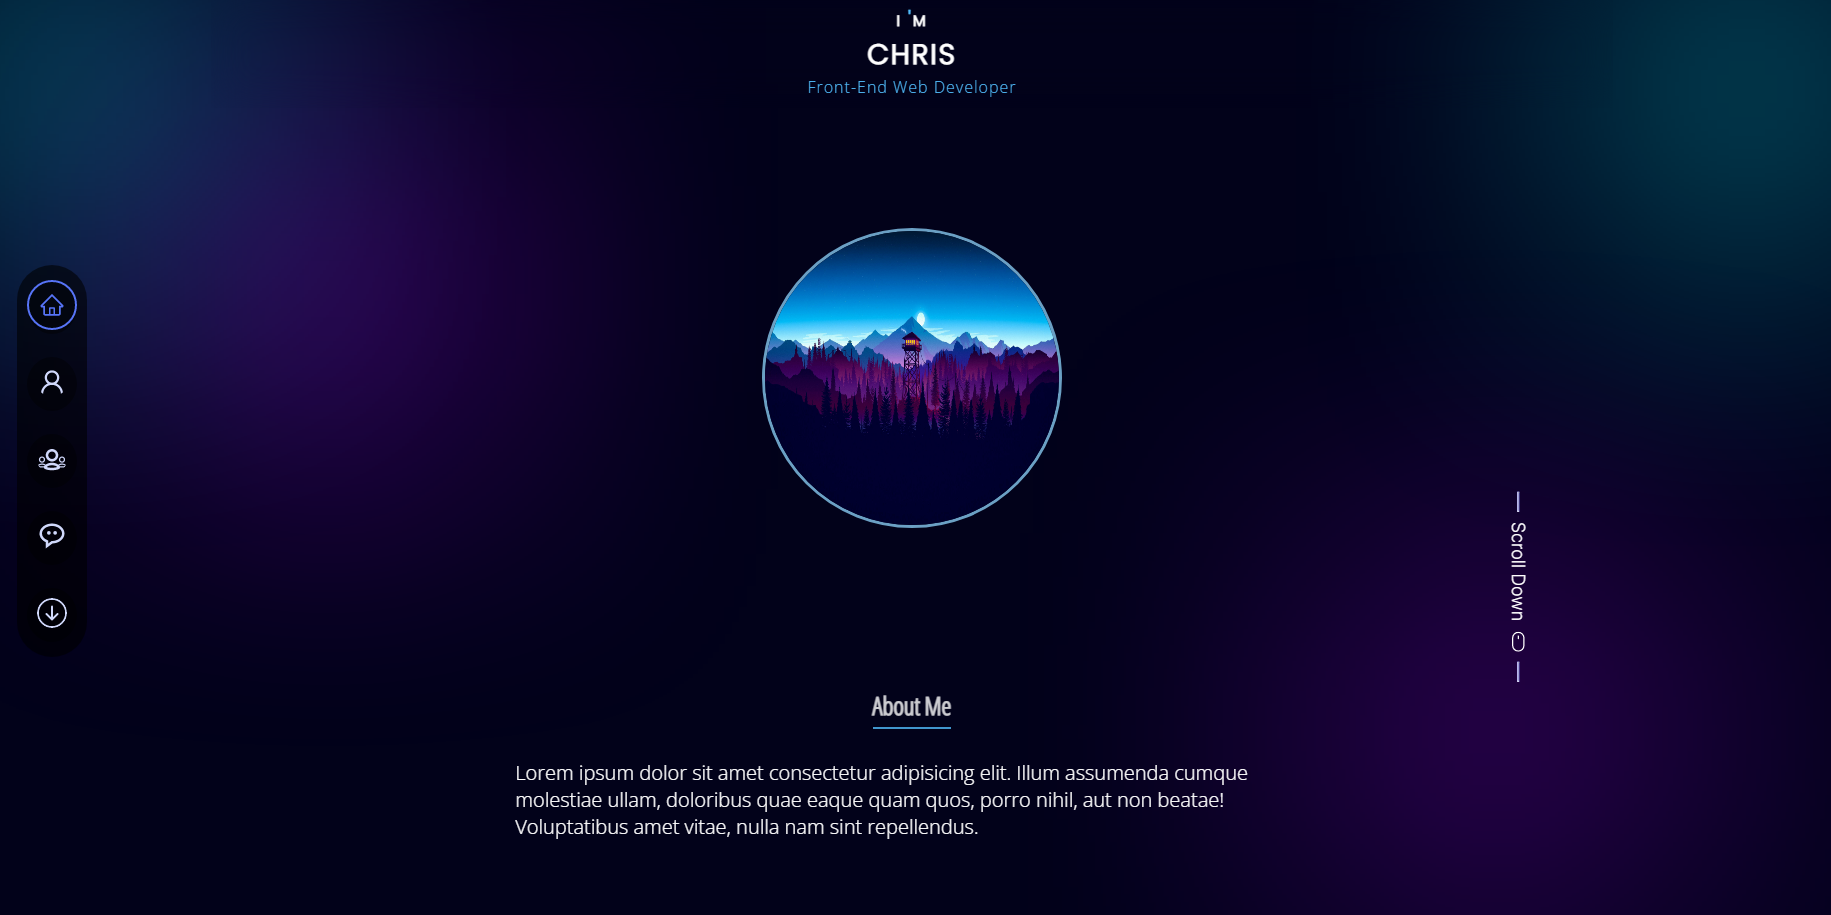 I 'M
CHRIS
Front-End Web Developer
Scroll Down
About Me
Lorem ipsum dolor sit amet consectetur adipisicing elit. Illum assumenda cumque
molestiae ullam, doloribus quae eaque quam quos, porro nihil, aut non beatae!
Voluptatibus amet vitae, nulla nam sint repellendus.